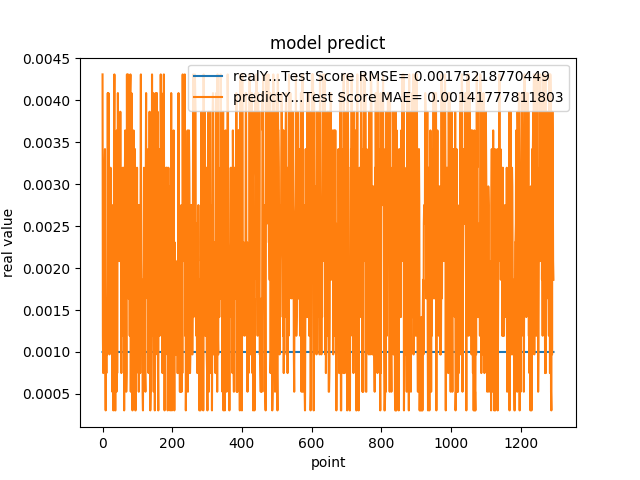 model predict
realY...Test Score RMSE= 0.00175218770449
predictY...Test Score MAE= 0.00141777811803
0.0045
0.0040
0.0035
0.0030
0.0025
0.0020
0.0015
0.0010
0.0005
real value
0 200 400 600 800 1000 1200
point